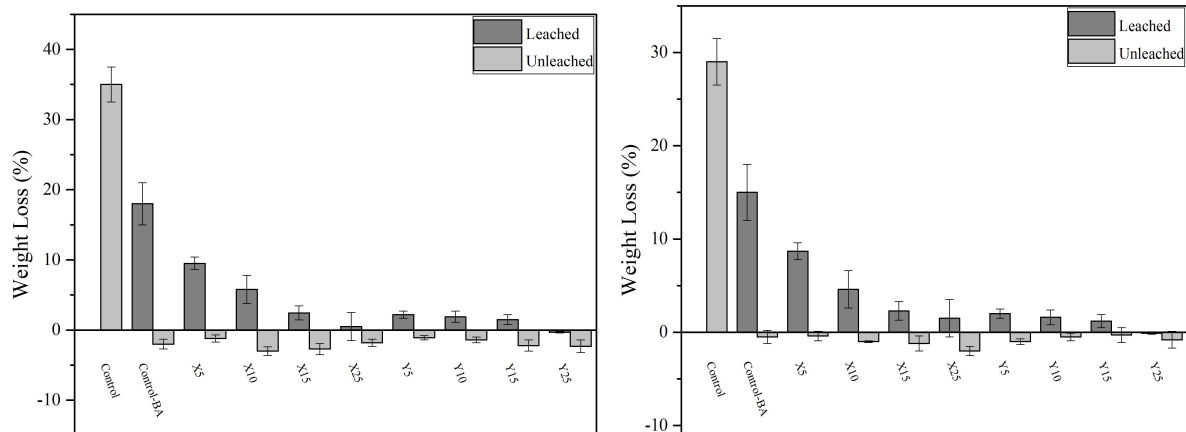 Weight Loss (%)
40
30
20
10
0
-10
Leached
Unleached
Control
Control-BA
X5
X10
X15
X25
Y5
Y10
Y15
Y25
Weight Loss (%)
30
20
10
0
-10
Leached
Unleached
Control
Control-BA
X5
X10
X15
X25
Y5
Y10
Y15
Y25